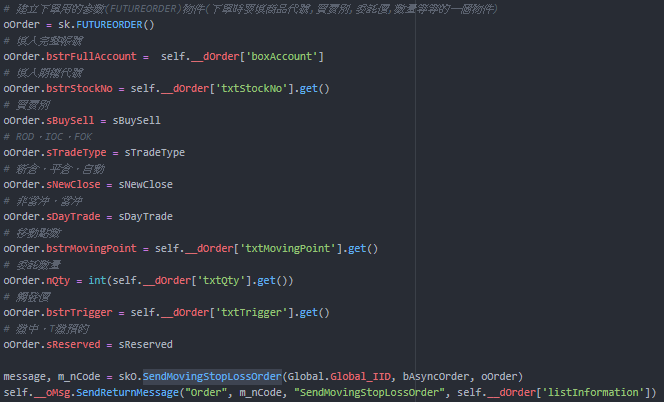 # 建立下單用的參數(FUTUREORDER)物件(下單時要填商品代號,買賣別,委託價,數量等等的一個物件)
oOrder = sk.FUTUREORDER()
# 填入完整帳號
oOrder.bstrFullAccount =  self.__dOrder['boxAccount']
# 填入期權代號
oOrder.bstrStockNo = self.__dOrder['txtStockNo'].get()
# 買賣別
oOrder.sBuySell = sBuySell
# ROD、IOC、FOK
oOrder.sTradeType = sTradeType
# 新倉、平倉、自動
oOrder.sNewClose = sNewClose
# 非當沖、當沖
oOrder.sDayTrade = sDayTrade
# 移動點數
oOrder.bstrMovingPoint = self.__dOrder['txtMovingPoint'].get()
# 委託數量
oOrder.nQty = int(self.__dOrder['txtQty'].get())
# 觸發價
oOrder.bstrTrigger = self.__dOrder['txtTrigger'].get()
# 盤中、T盤預約
oOrder.sReserved = sReserved
message, m_nCode = skO.SendMovingStopLossOrder(Global.Global_IID, bAsyncOrder, oOrder)
self.__oMsg.SendReturnMessage("Order", m_nCode, "SendMovingStopLossOrder", self.__dOrder['listInformation'])